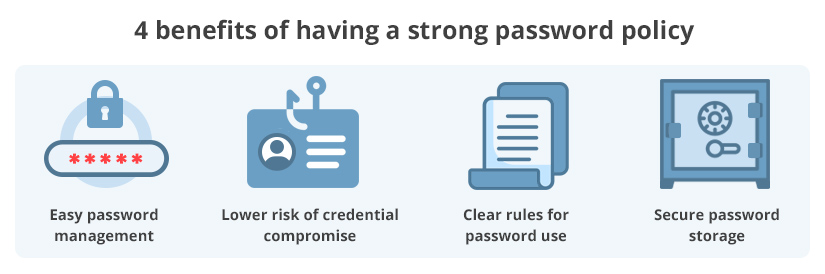 4 benefits of having a strong password policy
*****
Easy password
management
Lower risk of credential
compromise
Clear rules for
password use
Secure password
storage